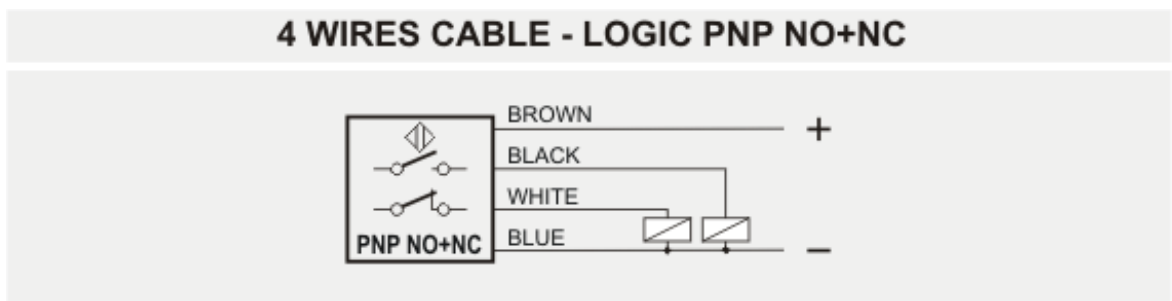 4 WIRES CABLE - LOGIC PNP NO+NC
BROWN
+
BLACK
WHITE
BLUE
−
PNP NO+NC